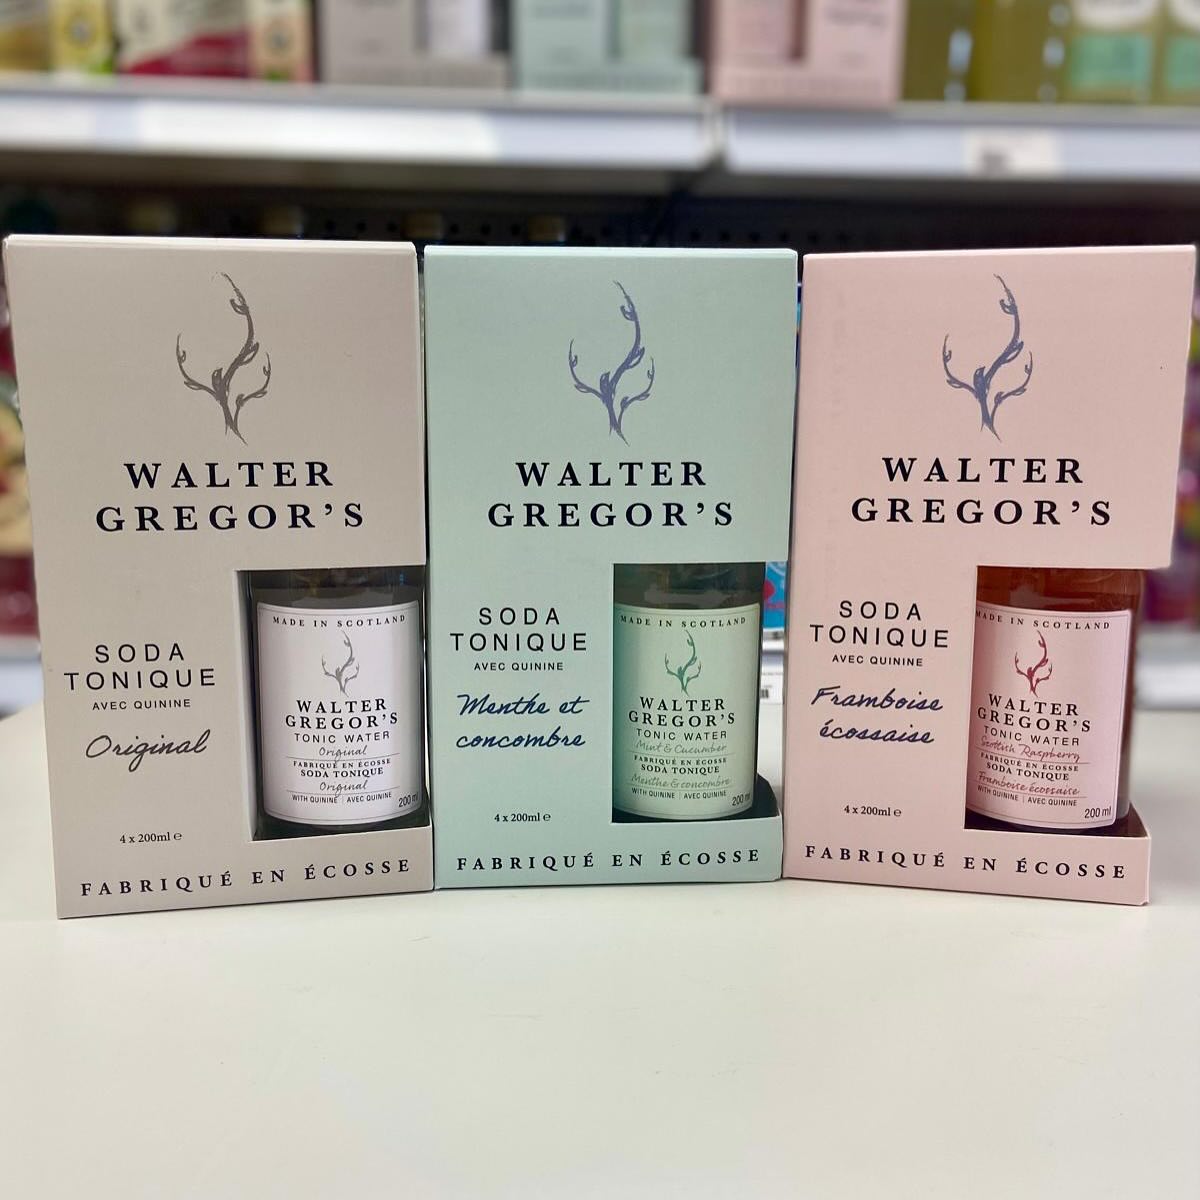 WALTER
GREGOR'S
SODA
TONIQUE
AVEC QUININE
Original
4 x 200ml e
FABRIQUÉ EN ÉCOSSE
MADE IN SCOTLAND
WALTER
GREGOR'S
TONIC WATER
Original
FABRIQUÉ EN ÉCOSSE
SODA TONIQUE
Original
WITH QUININE | AVEC QUININE
200 ml
WALTER
GREGOR'S
SODA
TONIQUE
AVEC QUININE
Menthe et
concombre
4 x 200ml e
FABRIQUÉ EN ÉCOSSE
MADE IN SCOTLAND
WALTER
GREGOR'S
TONIC WATER
Mint & Cucumber
FABRIQUÉ EN ÉCOSSE
SODA TONIQUE
Menthe & concombre
WITH QUININE | AVEC QUININE
200 ml
WALTER
GREGOR'S
SODA
TONIQUE
AVEC QUININE
Framboise
écossaise
4 x 200ml e
FABRIQUÉ EN ÉCOSSE
MADE IN SCOTLAND
WALTER
GREGOR'S
TONIC WATER
Scottish Raspberry
FABRIQUÉ EN ÉCOSSE
SODA TONIQUE
Framboise écossaise
WITH QUININE | AVEC QUININE
200 ml